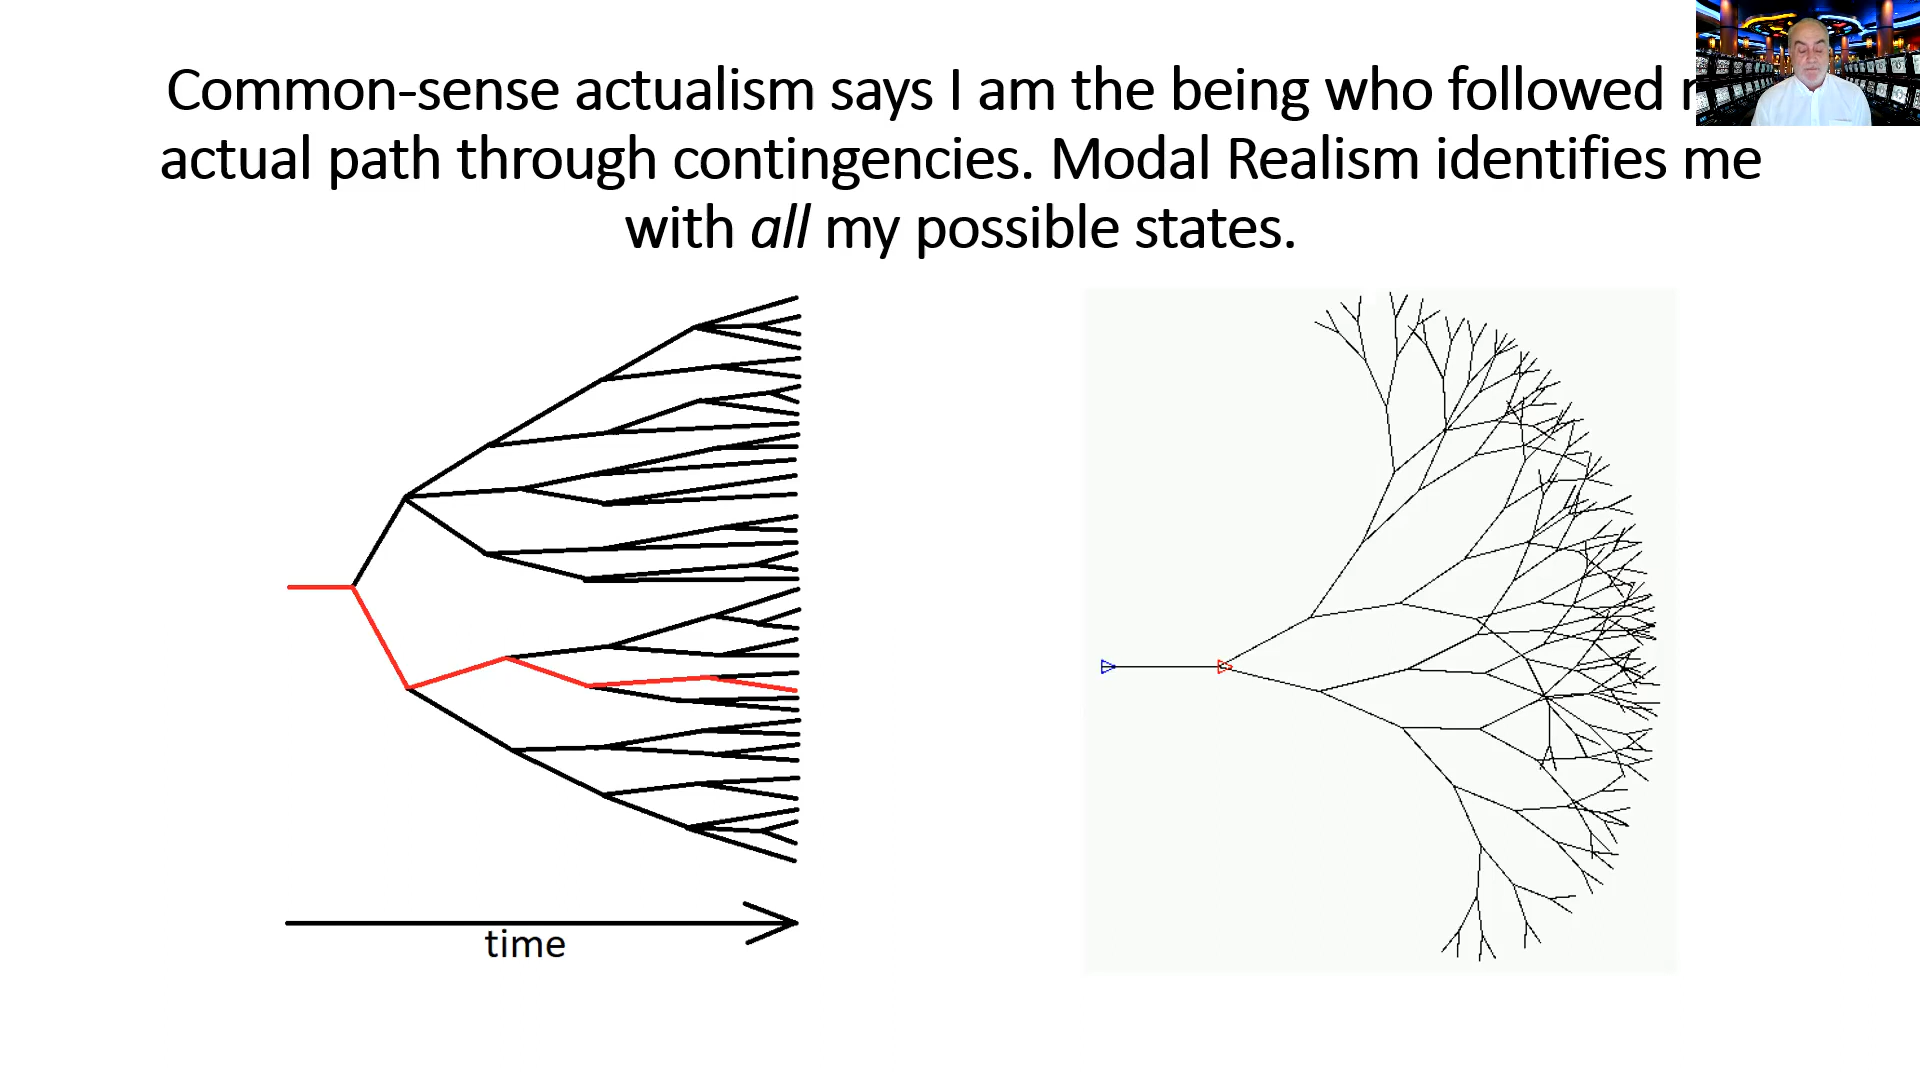 Common-sense actualism says I am the being who followed
actual path through contingencies. Modal Realism identifies me
with all my possible states.
time